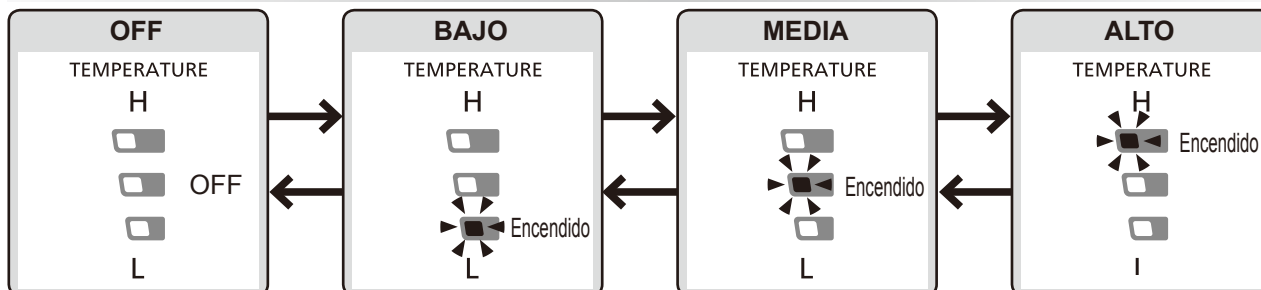 OFF
TEMPERATURE
H
OFF
L
BAJO
TEMPERATURE
H
Encendido
L
MEDIA
TEMPERATURE
H
Encendido
L
ALTO
TEMPERATURE
H
Encendido